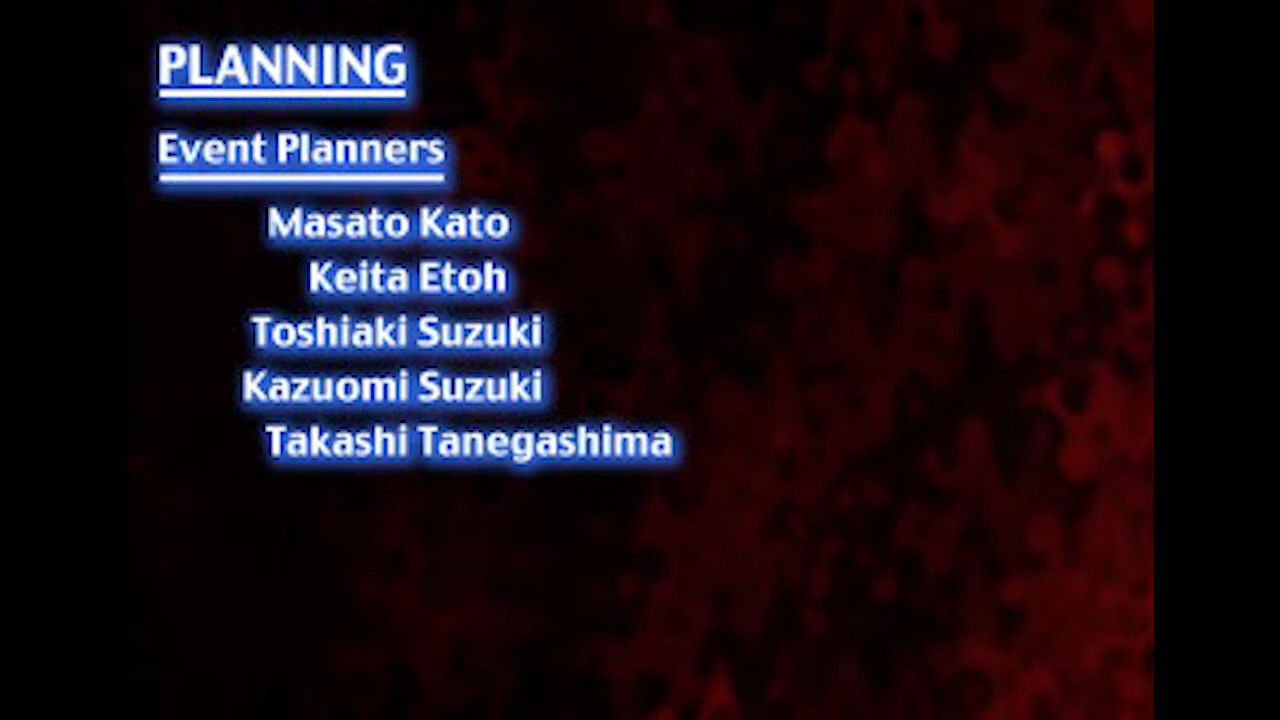 PLANNING
Event Planners
Masato Kato
Keita Etoh
Toshiaki Suzuki
Kazuomi Suzuki
Takashi Tanegashima